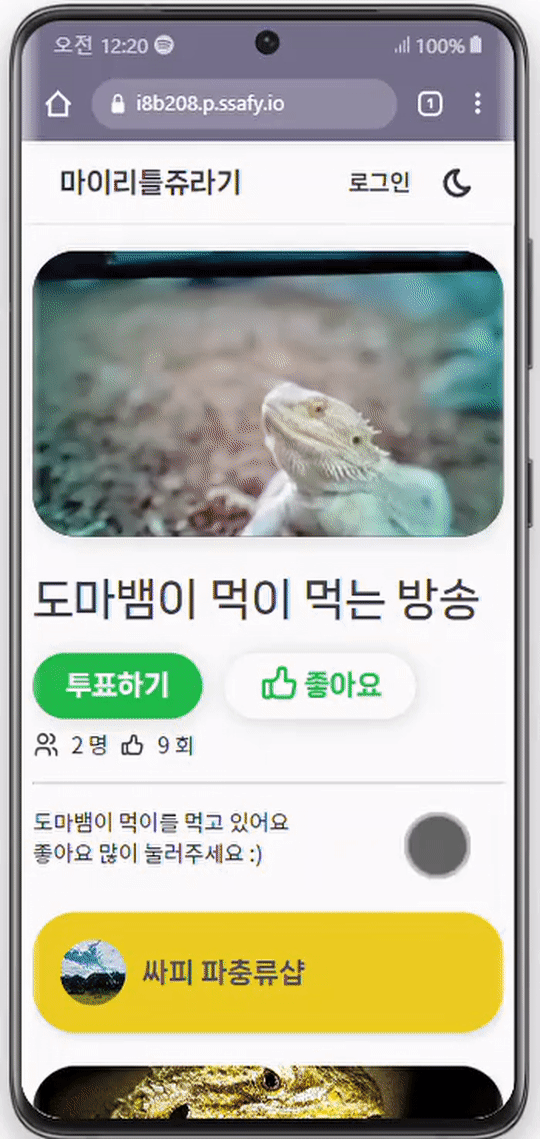 오전 12:20 100%
i8b208.p.ssafy.io 1
마이리틀쥬라기 로그인
도마뱀이 먹이 먹는 방송
투표하기 좋아요
2 명 9 회
도마뱀이 먹이를 먹고 있어요
좋아요 많이 눌러주세요 :)
싸피 파충류샵